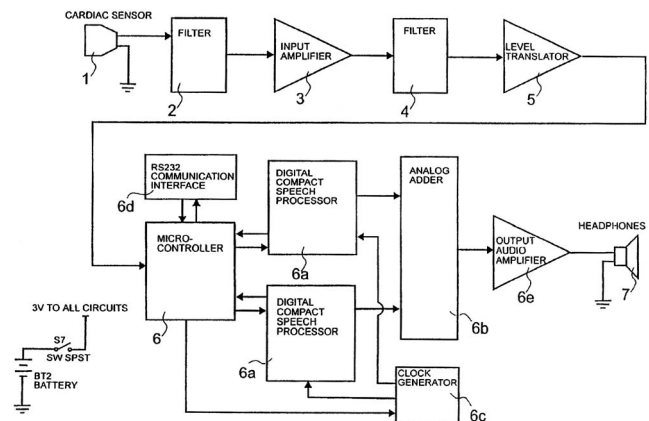 CARDIAC SENSOR
1
FILTER
2
INPUT
AMPLIFIER
3
FILTER
4
LEVEL
TRANSLATOR
5
RS232
COMMUNICATION
INTERFACE
6d
DIGITAL
COMPACT
SPEECH
PROCESSOR
6a
ANALOG
ADDER
6b
MICRO-
CONTROLLER
6
OUTPUT
AUDIO
AMPLIFIER
6e
HEADPHONES
7
DIGITAL
COMPACT
SPEECH
PROCESSOR
6a
3V TO ALL CIRCUITS
S7
SW SPST
BT2
BATTERY
CLOCK
GENERATOR
6c